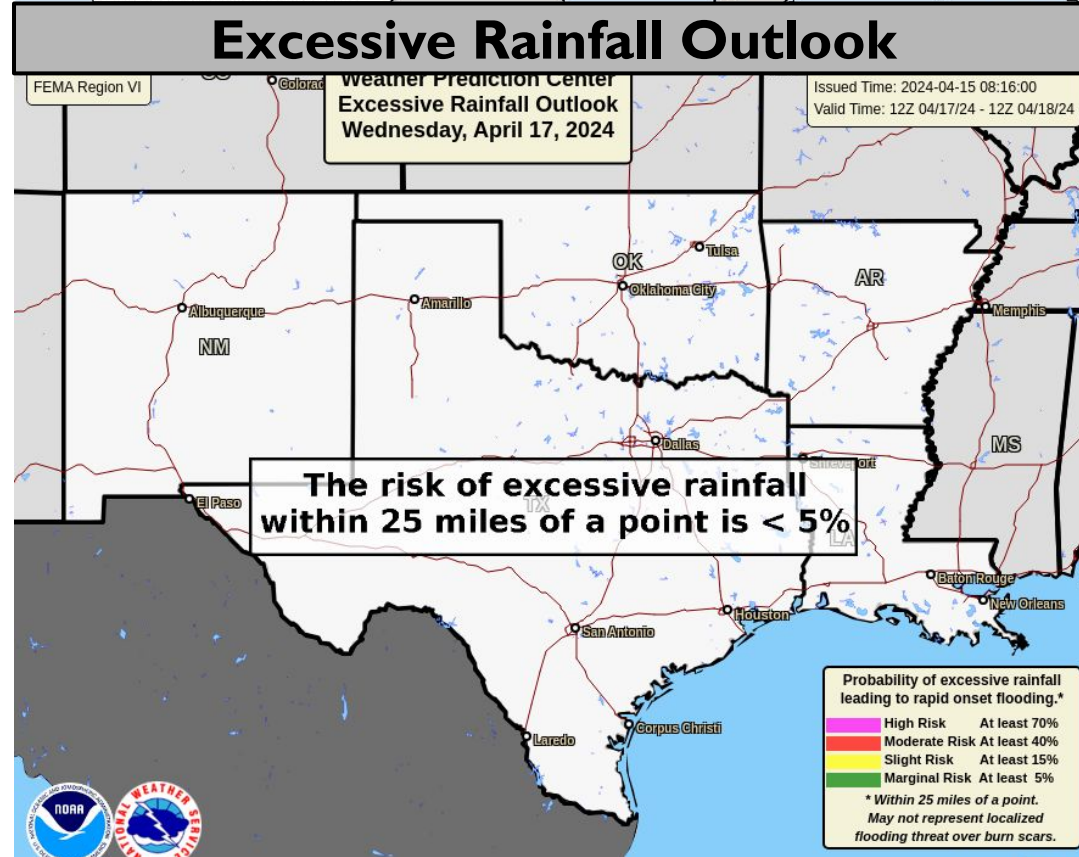 Excessive Rainfall Outlook
FEMA Region VI
Weather Prediction Center
Excessive Rainfall Outlook
Wednesday, April 17, 2024
Issued Time: 2024-04-15 08:16:00
Valid Time: 12Z 04/17/24 - 12Z 04/18/24
Tulsa
OK
Oklahoma City
AR
Albuquerque
Amarillo
Memphis
NM
Dallas
MS
Shreveport
The risk of excessive rainfall
El Paso
TX
within 25 miles of a point is < 5%
LA
Baton Rouge
New Orleans
Houston
San Antonio
Corpus Christi
Laredo
Probability of excessive rainfall
leading to rapid onset flooding.*
High Risk At least 70%
Moderate Risk At least 40%
Slight Risk At least 15%
Marginal Risk At least 5%
* Within 25 miles of a point.
May not represent localized
flooding threat over burn scars.
NOAA
NATIONAL WEATHER SERVICE